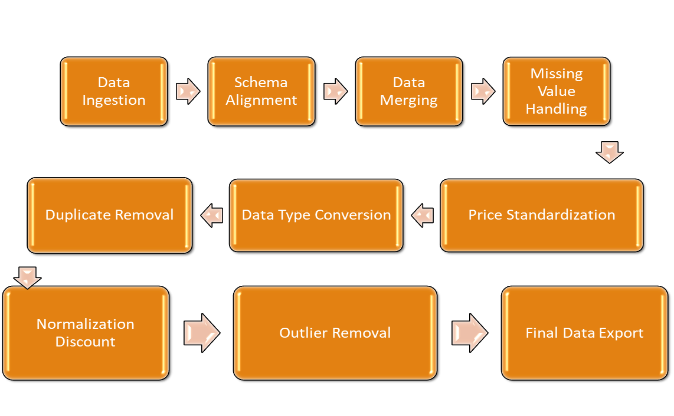 Data
Ingestion
Schema
Alignment
Data
Merging
Missing
Value
Handling
Price Standardization
Data Type Conversion
Duplicate Removal
Normalization
Discount
Outlier Removal
Final Data Export